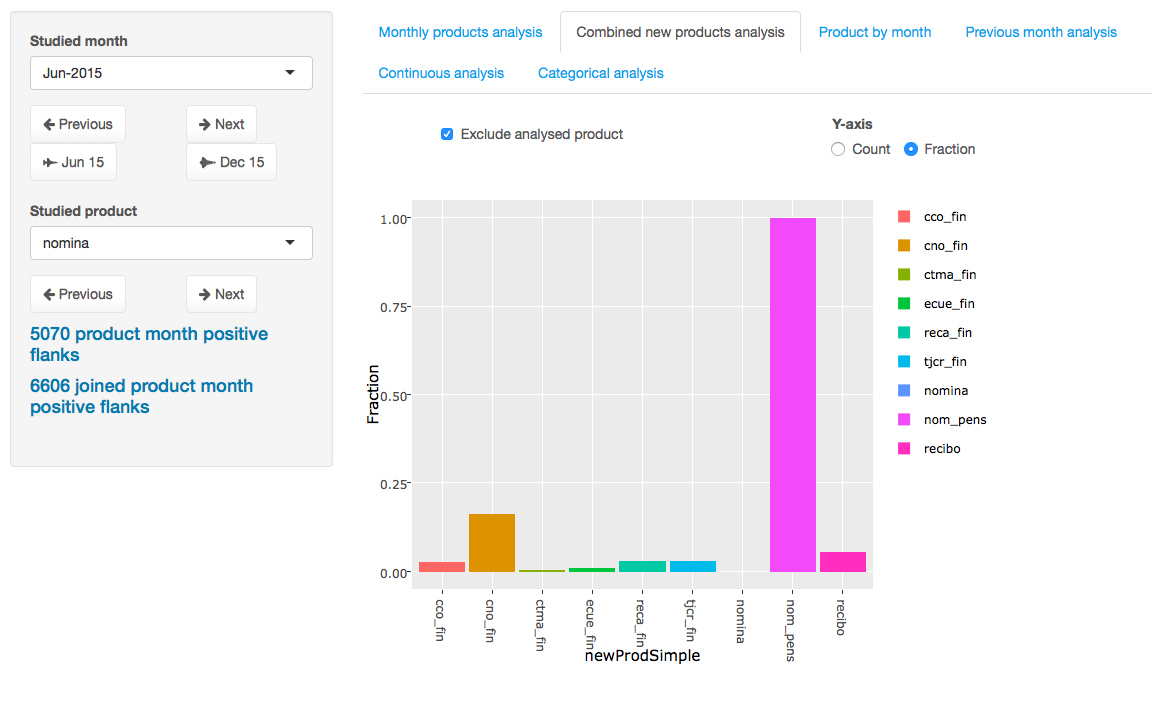 Studied month
Jun-2015
Previous
Next
Jun 15
Dec 15
Studied product
nomina
Previous
Next
5070 product month positive
flanks
6606 joined product month
positive flanks
Monthly products analysis
Combined new products analysis
Product by month
Previous month analysis
Continuous analysis
Categorical analysis
Exclude analysed product
Y-axis
Count
Fraction
1.00
0.75
0.50
0.25
0.00
Fraction
cco_fin
cno_fin
ctma_fin
ecue_fin
reca_fin
tjcr_fin
nomina
nom_pens
recibo
newProdSimple
cco_fin
cno_fin
ctma_fin
ecue_fin
reca_fin
tjcr_fin
nomina
nom_pens
recibo